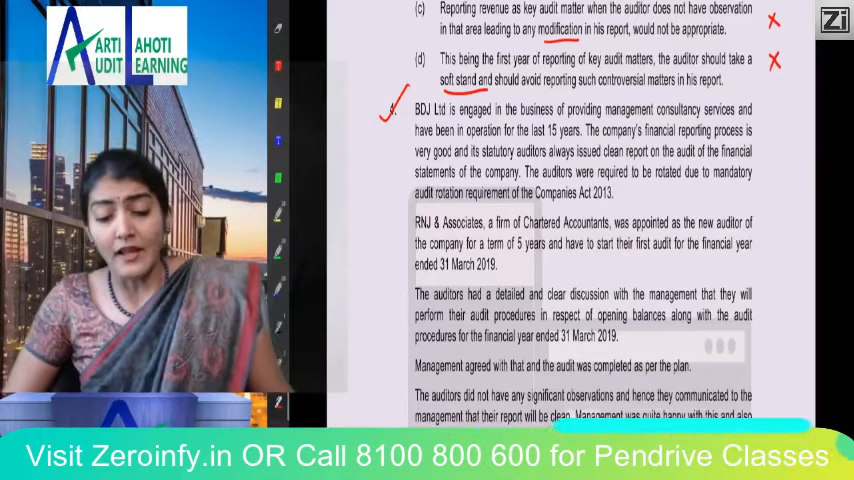 ARTI LAHOTI
AUDIT LEARNING
Zi
(c) Reporting revenue as key audit matter when the auditor does not have observation
in that area leading to any modification in his report, would not be appropriate.
(d) This being the first year of reporting of key audit matters, the auditor should take a
soft stand and should avoid reporting such controversial matters in his report.
4. BDJ Ltd is engaged in the business of providing management consultancy services and
have been in operation for the last 15 years. The company's financial reporting process is
very good and its statutory auditors always issued clean report on the audit of the financial
statements of the company. The auditors were required to be rotated due to mandatory
audit rotation requirement of the Companies Act 2013.
RNJ & Associates, a firm of Chartered Accountants, was appointed as the new auditor of
the company for a term of 5 years and have to start their first audit for the financial year
ended 31 March 2019.
The auditors had a detailed and clear discussion with the management that they will
perform their audit procedures in respect of opening balances along with the audit
procedures for the financial year ended 31 March 2019.
Management agreed with that and the audit was completed as per the plan.
The auditors did not have any significant observations and hence they communicated to the
management that their report will be clean. Management was quite happy with this and also
Visit Zeroinfy.in OR Call 8100 800 600 for Pendrive Classes